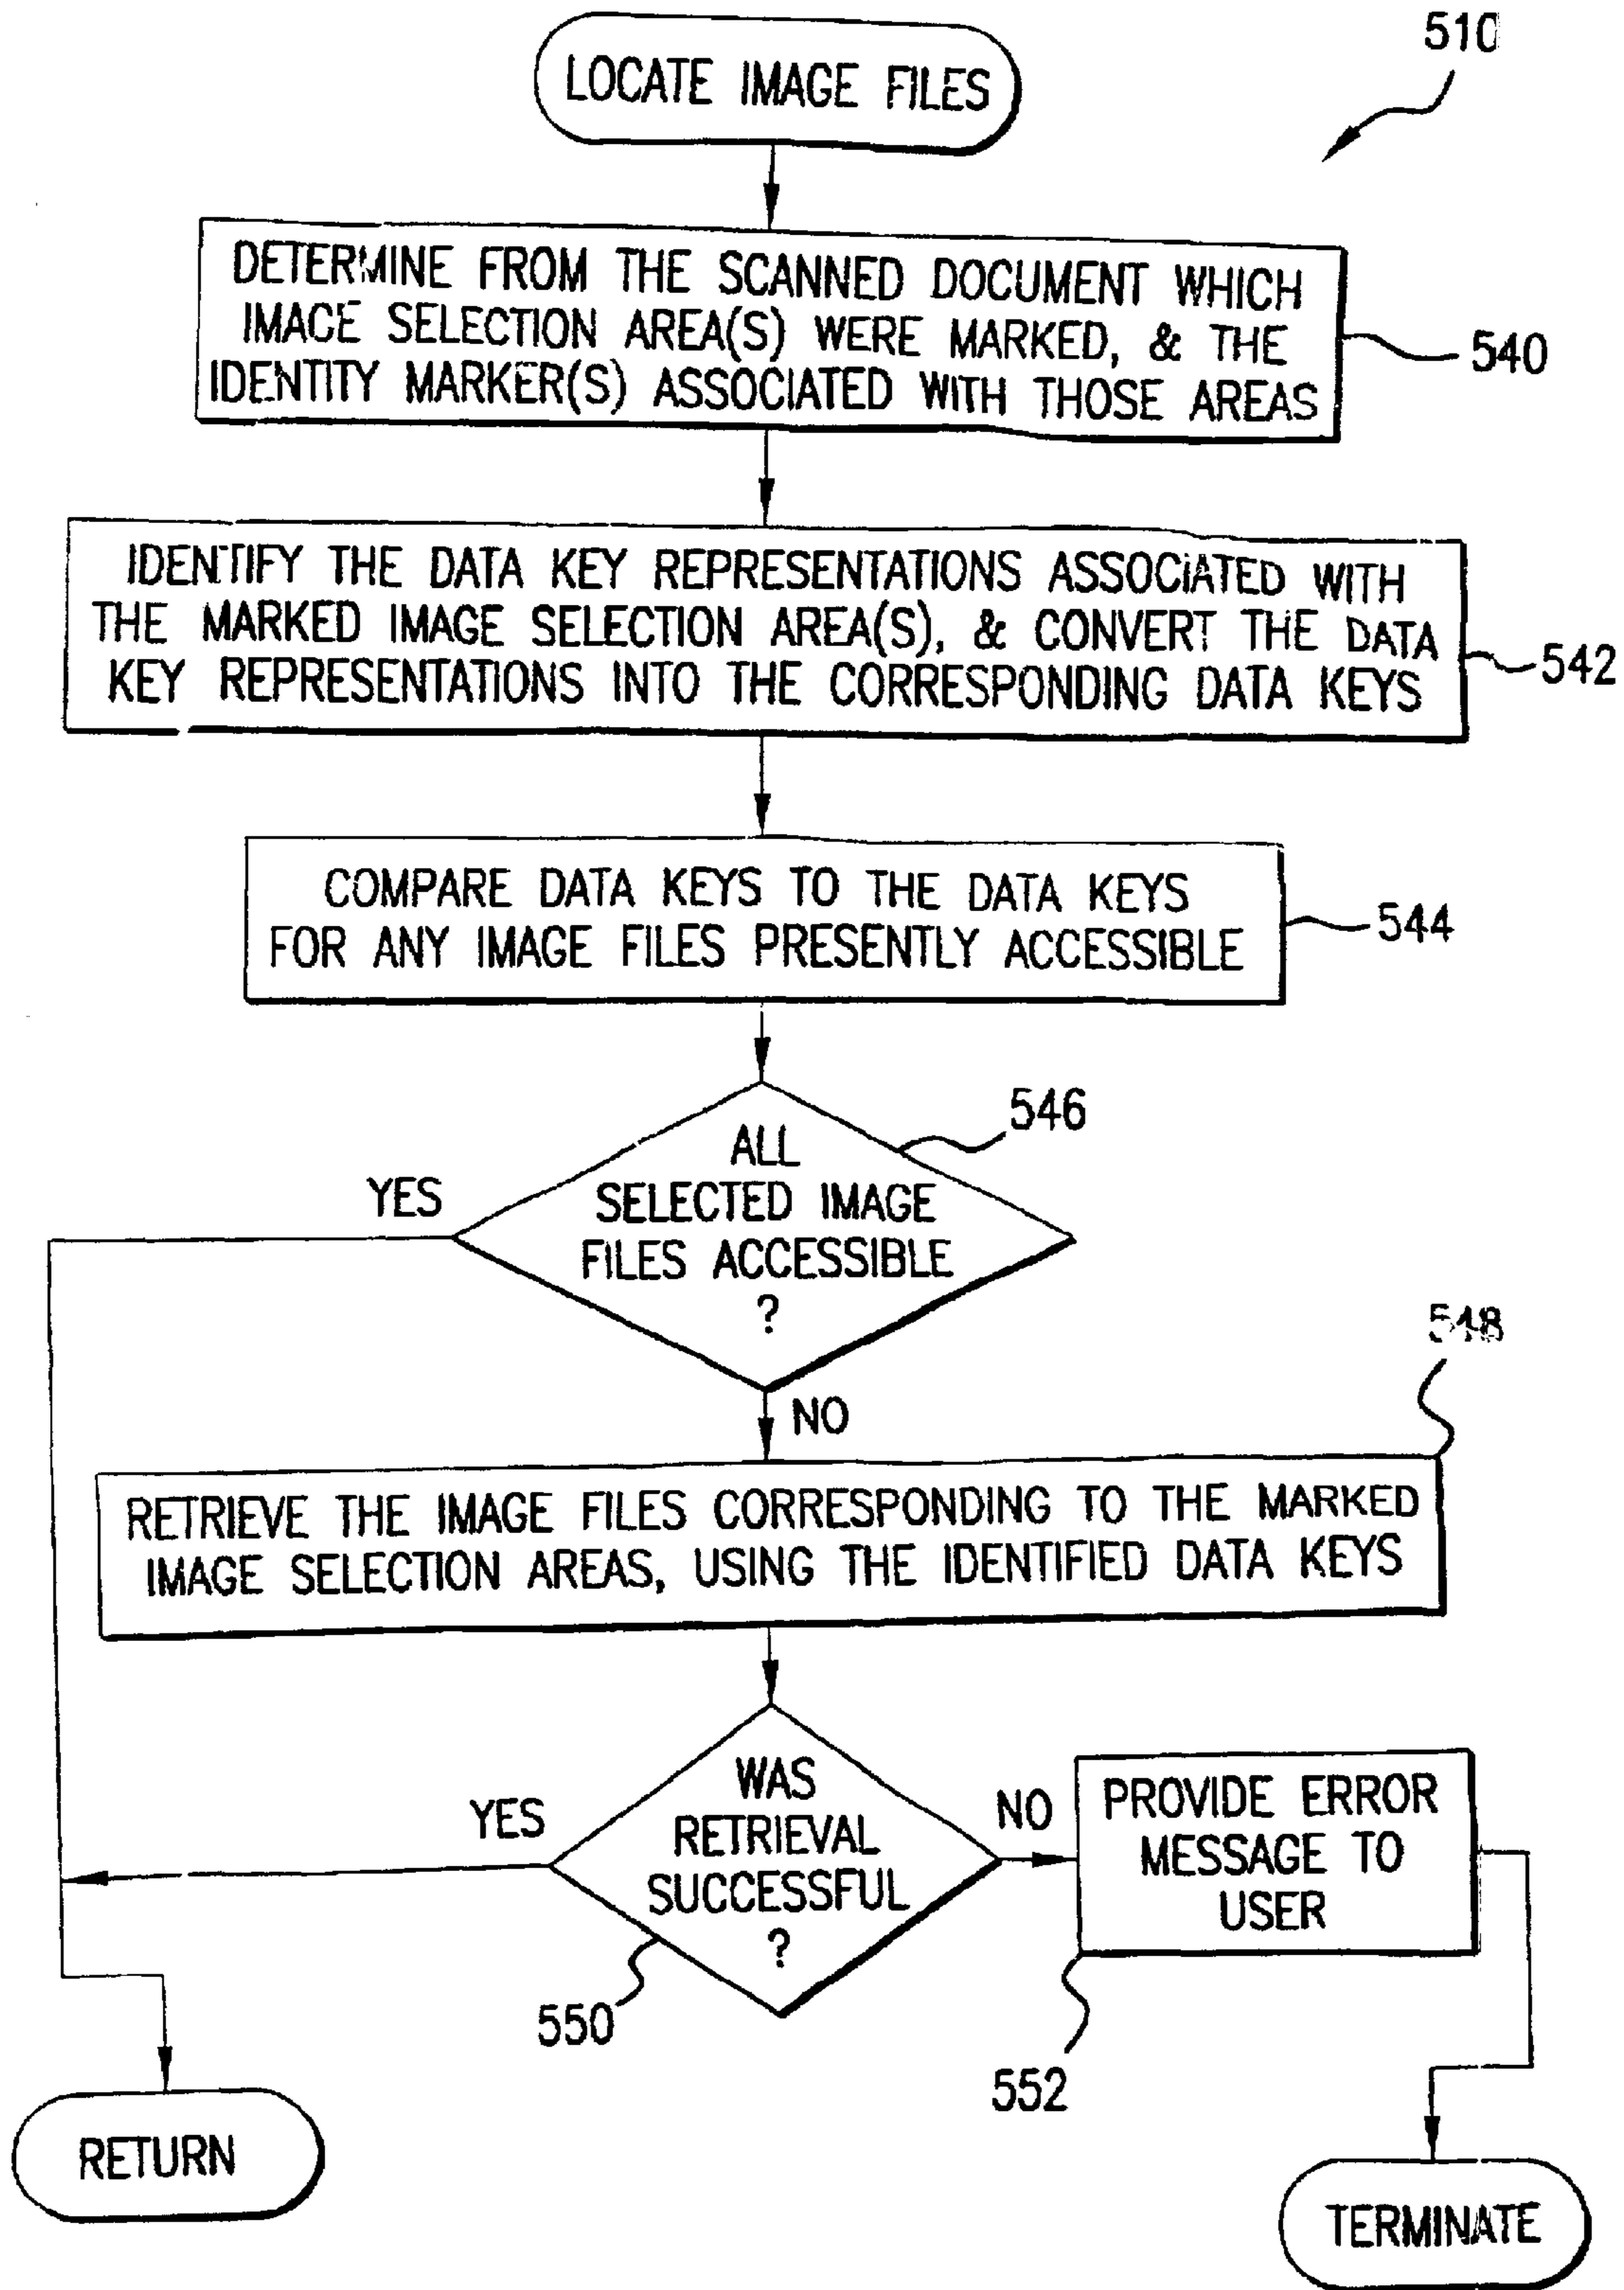 510
LOCATE IMAGE FILES
DETERMINE FROM THE SCANNED DOCUMENT WHICH
IMAGE SELECTION AREA(S) WERE MARKED, & THE
IDENTITY MARKER(S) ASSOCIATED WITH THOSE AREAS
540
IDENTIFY THE DATA KEY REPRESENTATIONS ASSOCIATED WITH
THE MARKED IMAGE SELECTION AREA(S), & CONVERT THE DATA
KEY REPRESENTATIONS INTO THE CORRESPONDING DATA KEYS
542
COMPARE DATA KEYS TO THE DATA KEYS
FOR ANY IMAGE FILES PRESENTLY ACCESSIBLE
544
546
ALL
SELECTED IMAGE
FILES ACCESSIBLE
?
YES
NO
548
RETRIEVE THE IMAGE FILES CORRESPONDING TO THE MARKED
IMAGE SELECTION AREAS, USING THE IDENTIFIED DATA KEYS
WAS
RETRIEVAL
SUCCESSFUL
?
YES
NO
550
PROVIDE ERROR
MESSAGE TO
USER
552
RETURN
TERMINATE